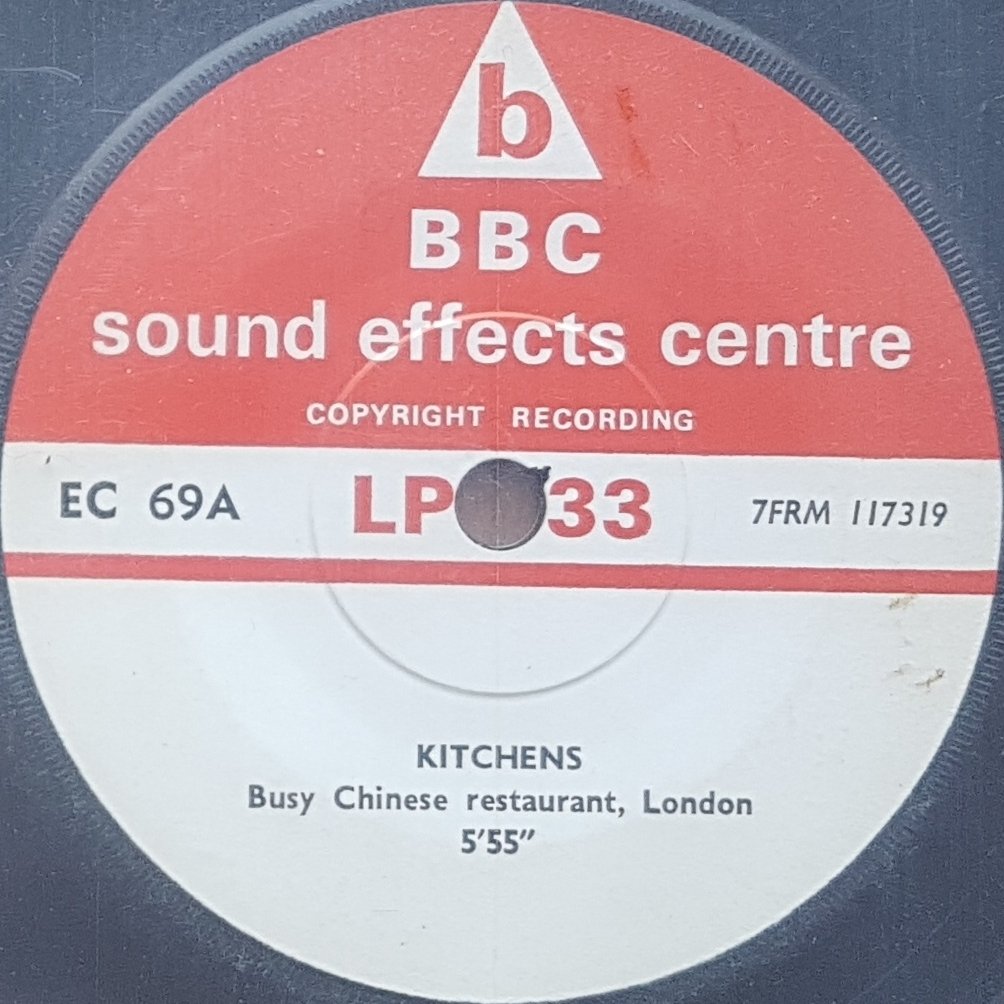 b
BBC
sound effects centre
COPYRIGHT RECORDING
EC 69A LP 33 7FRM 117319
KITCHENS
Busy Chinese restaurant, London
5′55″